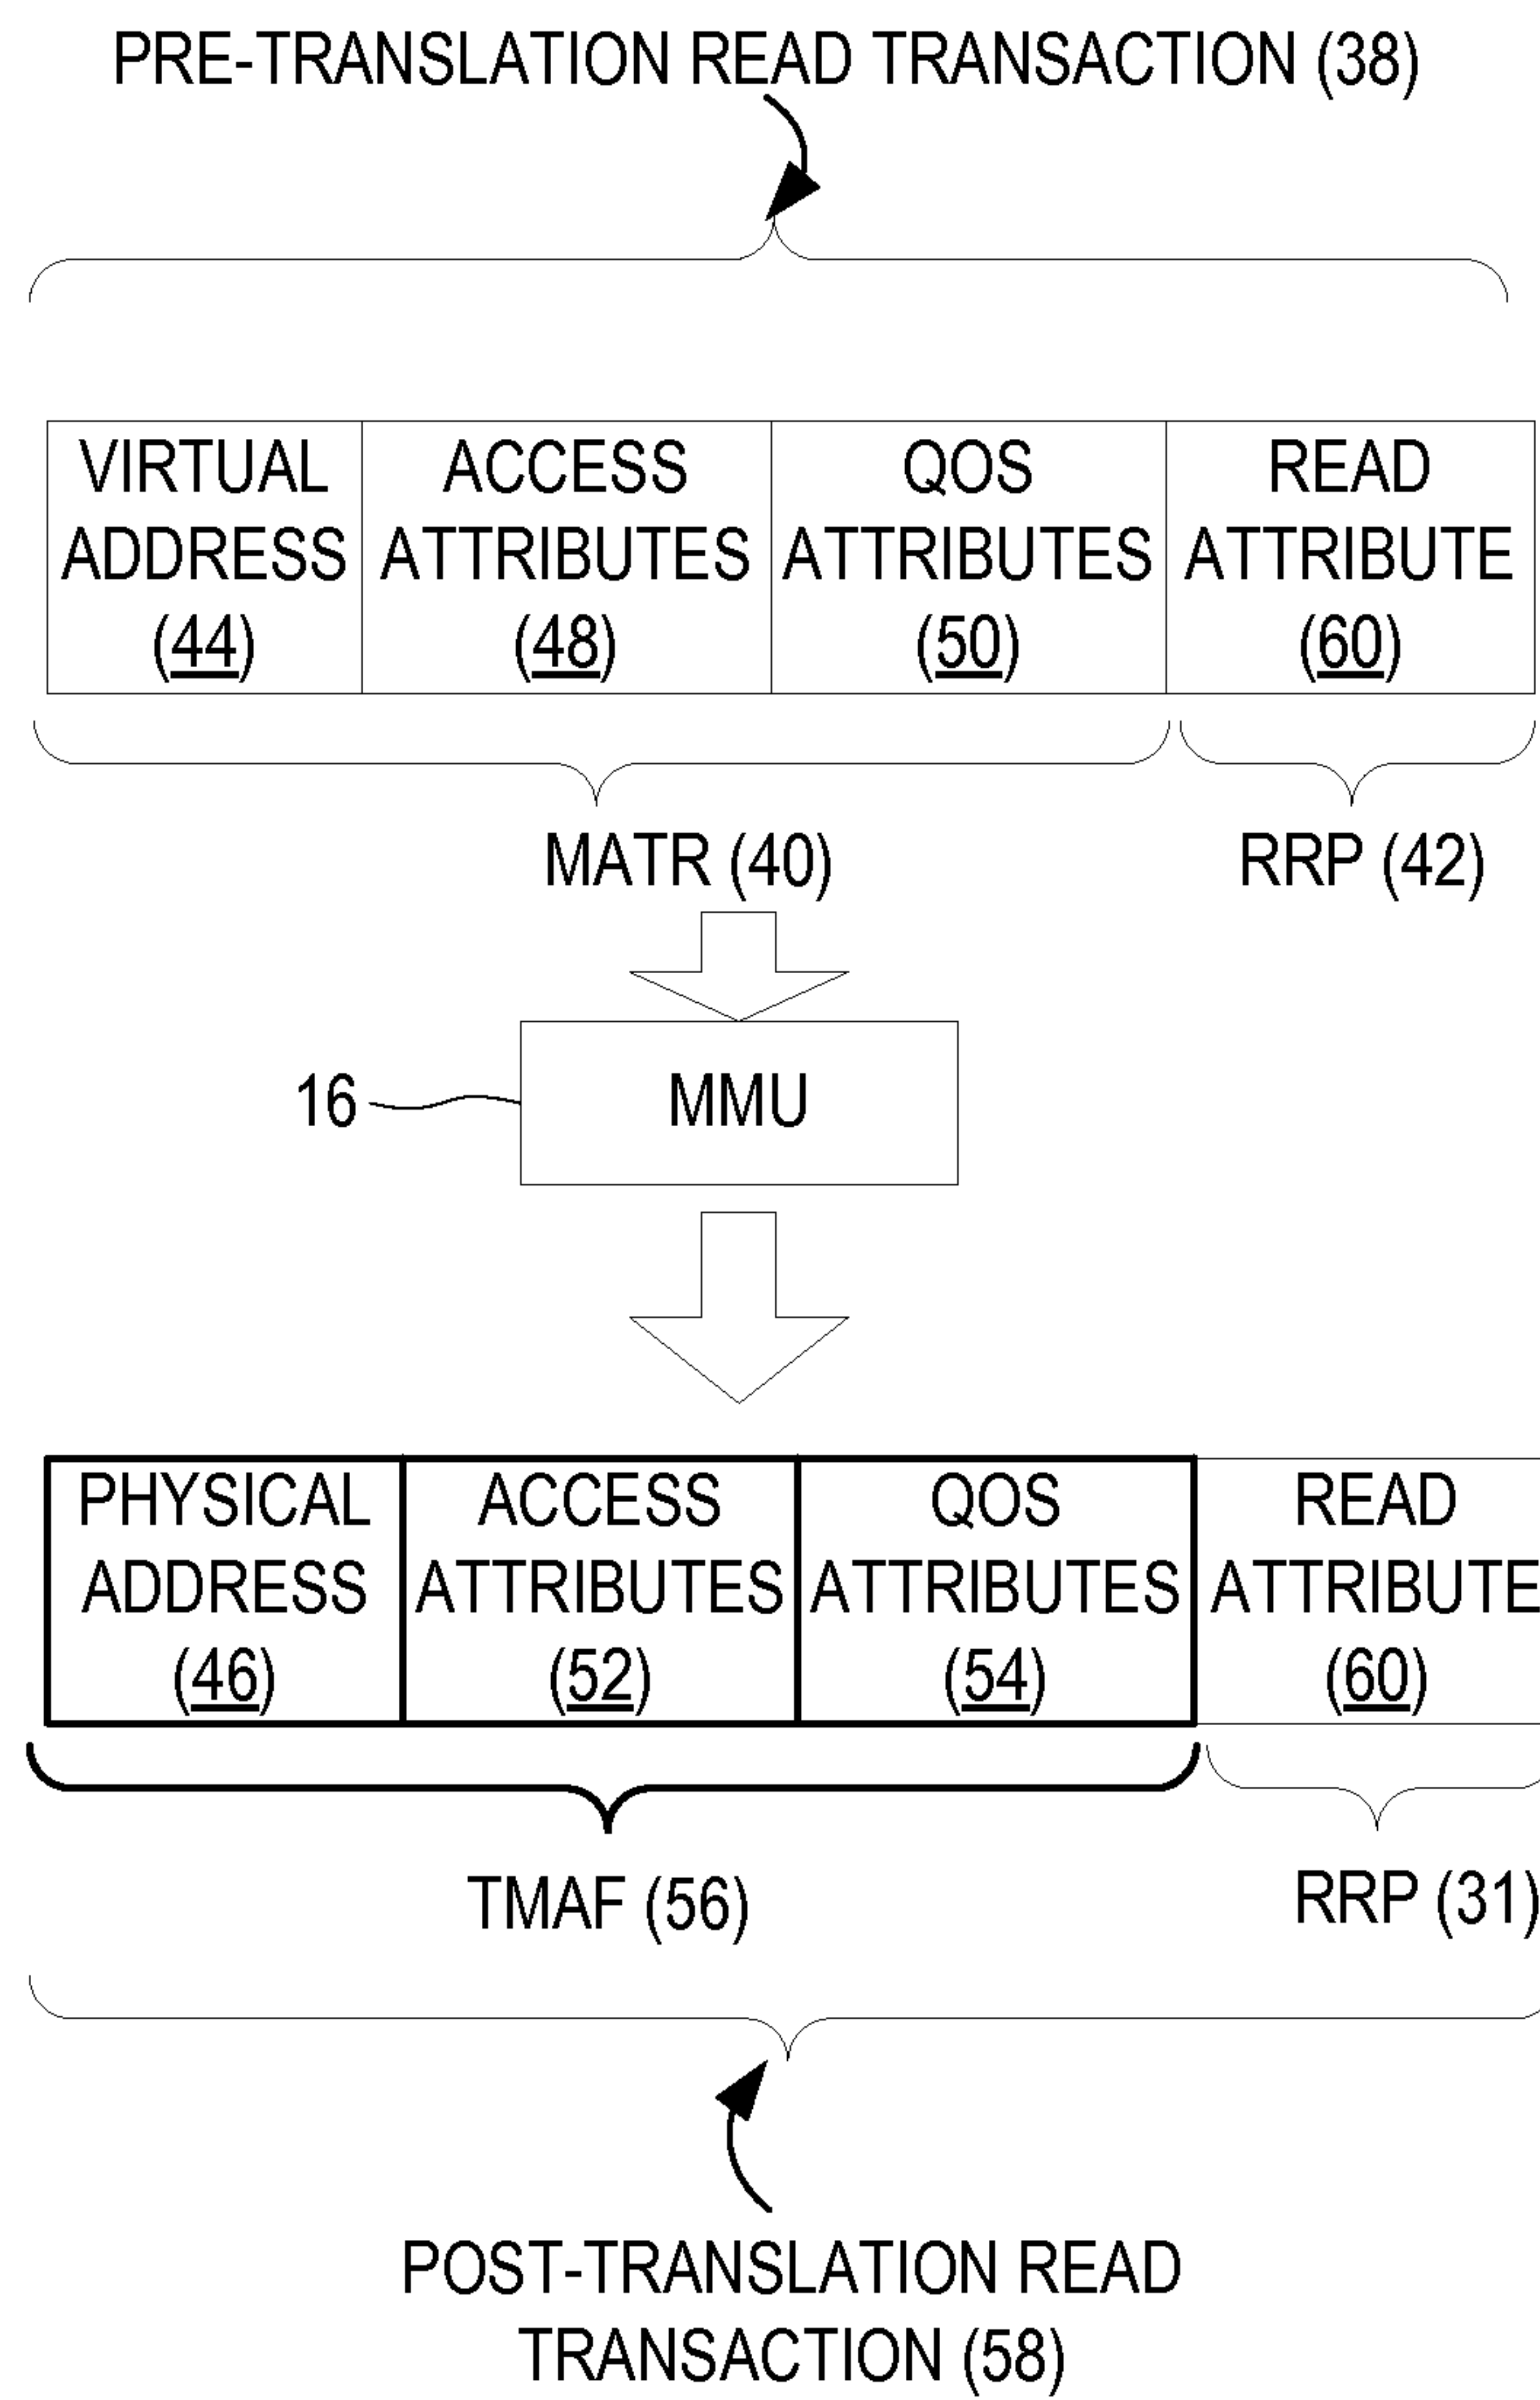 PRE-TRANSLATION READ TRANSACTION (38)
VIRTUAL ADDRESS (44)
ACCESS ATTRIBUTES (48)
QOS ATTRIBUTES (50)
READ ATTRIBUTE (60)
MATR (40)
RRP (42)
16
MMU
PHYSICAL ADDRESS (46)
ACCESS ATTRIBUTES (52)
QOS ATTRIBUTES (54)
READ ATTRIBUTE (60)
TMAF (56)
RRP (31)
POST-TRANSLATION READ
TRANSACTION (58)